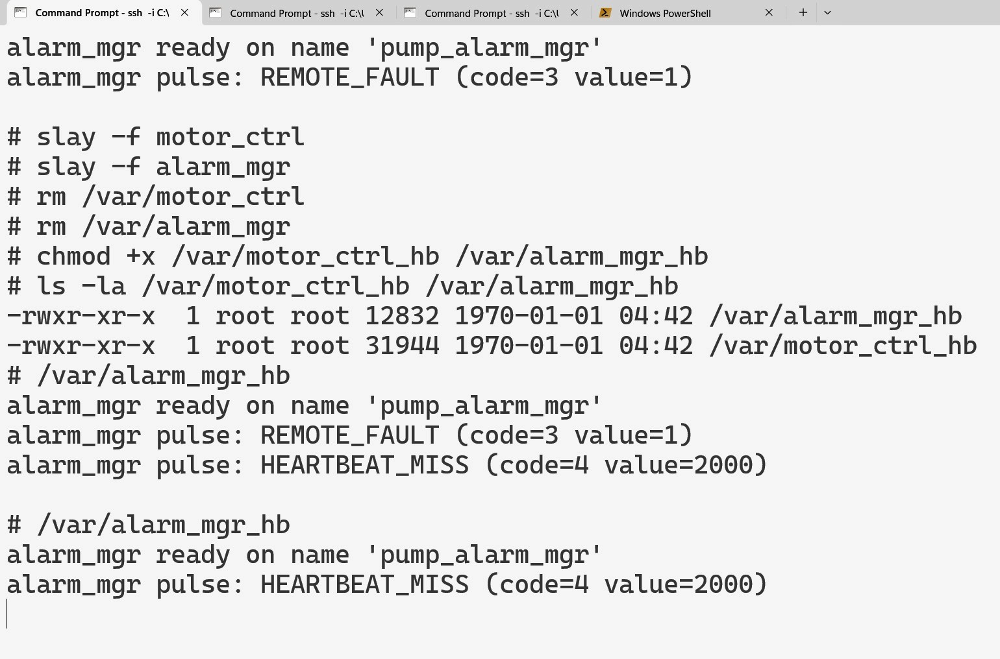 Command Prompt - ssh -i C:\
Command Prompt - ssh -i C:\U
Command Prompt - ssh -i C:\U
Windows PowerShell
alarm_mgr ready on name 'pump_alarm_mgr'
alarm_mgr pulse: REMOTE_FAULT (code=3 value=1)
# slay -f motor_ctrl
# slay -f alarm_mgr
# rm /var/motor_ctrl
# rm /var/alarm_mgr
# chmod +x /var/motor_ctrl_hb /var/alarm_mgr_hb
# ls -la /var/motor_ctrl_hb /var/alarm_mgr_hb
-rwxr-xr-x  1 root root 12832 1970-01-01 04:42 /var/alarm_mgr_hb
-rwxr-xr-x  1 root root 31944 1970-01-01 04:42 /var/motor_ctrl_hb
# /var/alarm_mgr_hb
alarm_mgr ready on name 'pump_alarm_mgr'
alarm_mgr pulse: REMOTE_FAULT (code=3 value=1)
alarm_mgr pulse: HEARTBEAT_MISS (code=4 value=2000)
# /var/alarm_mgr_hb
alarm_mgr ready on name 'pump_alarm_mgr'
alarm_mgr pulse: HEARTBEAT_MISS (code=4 value=2000)